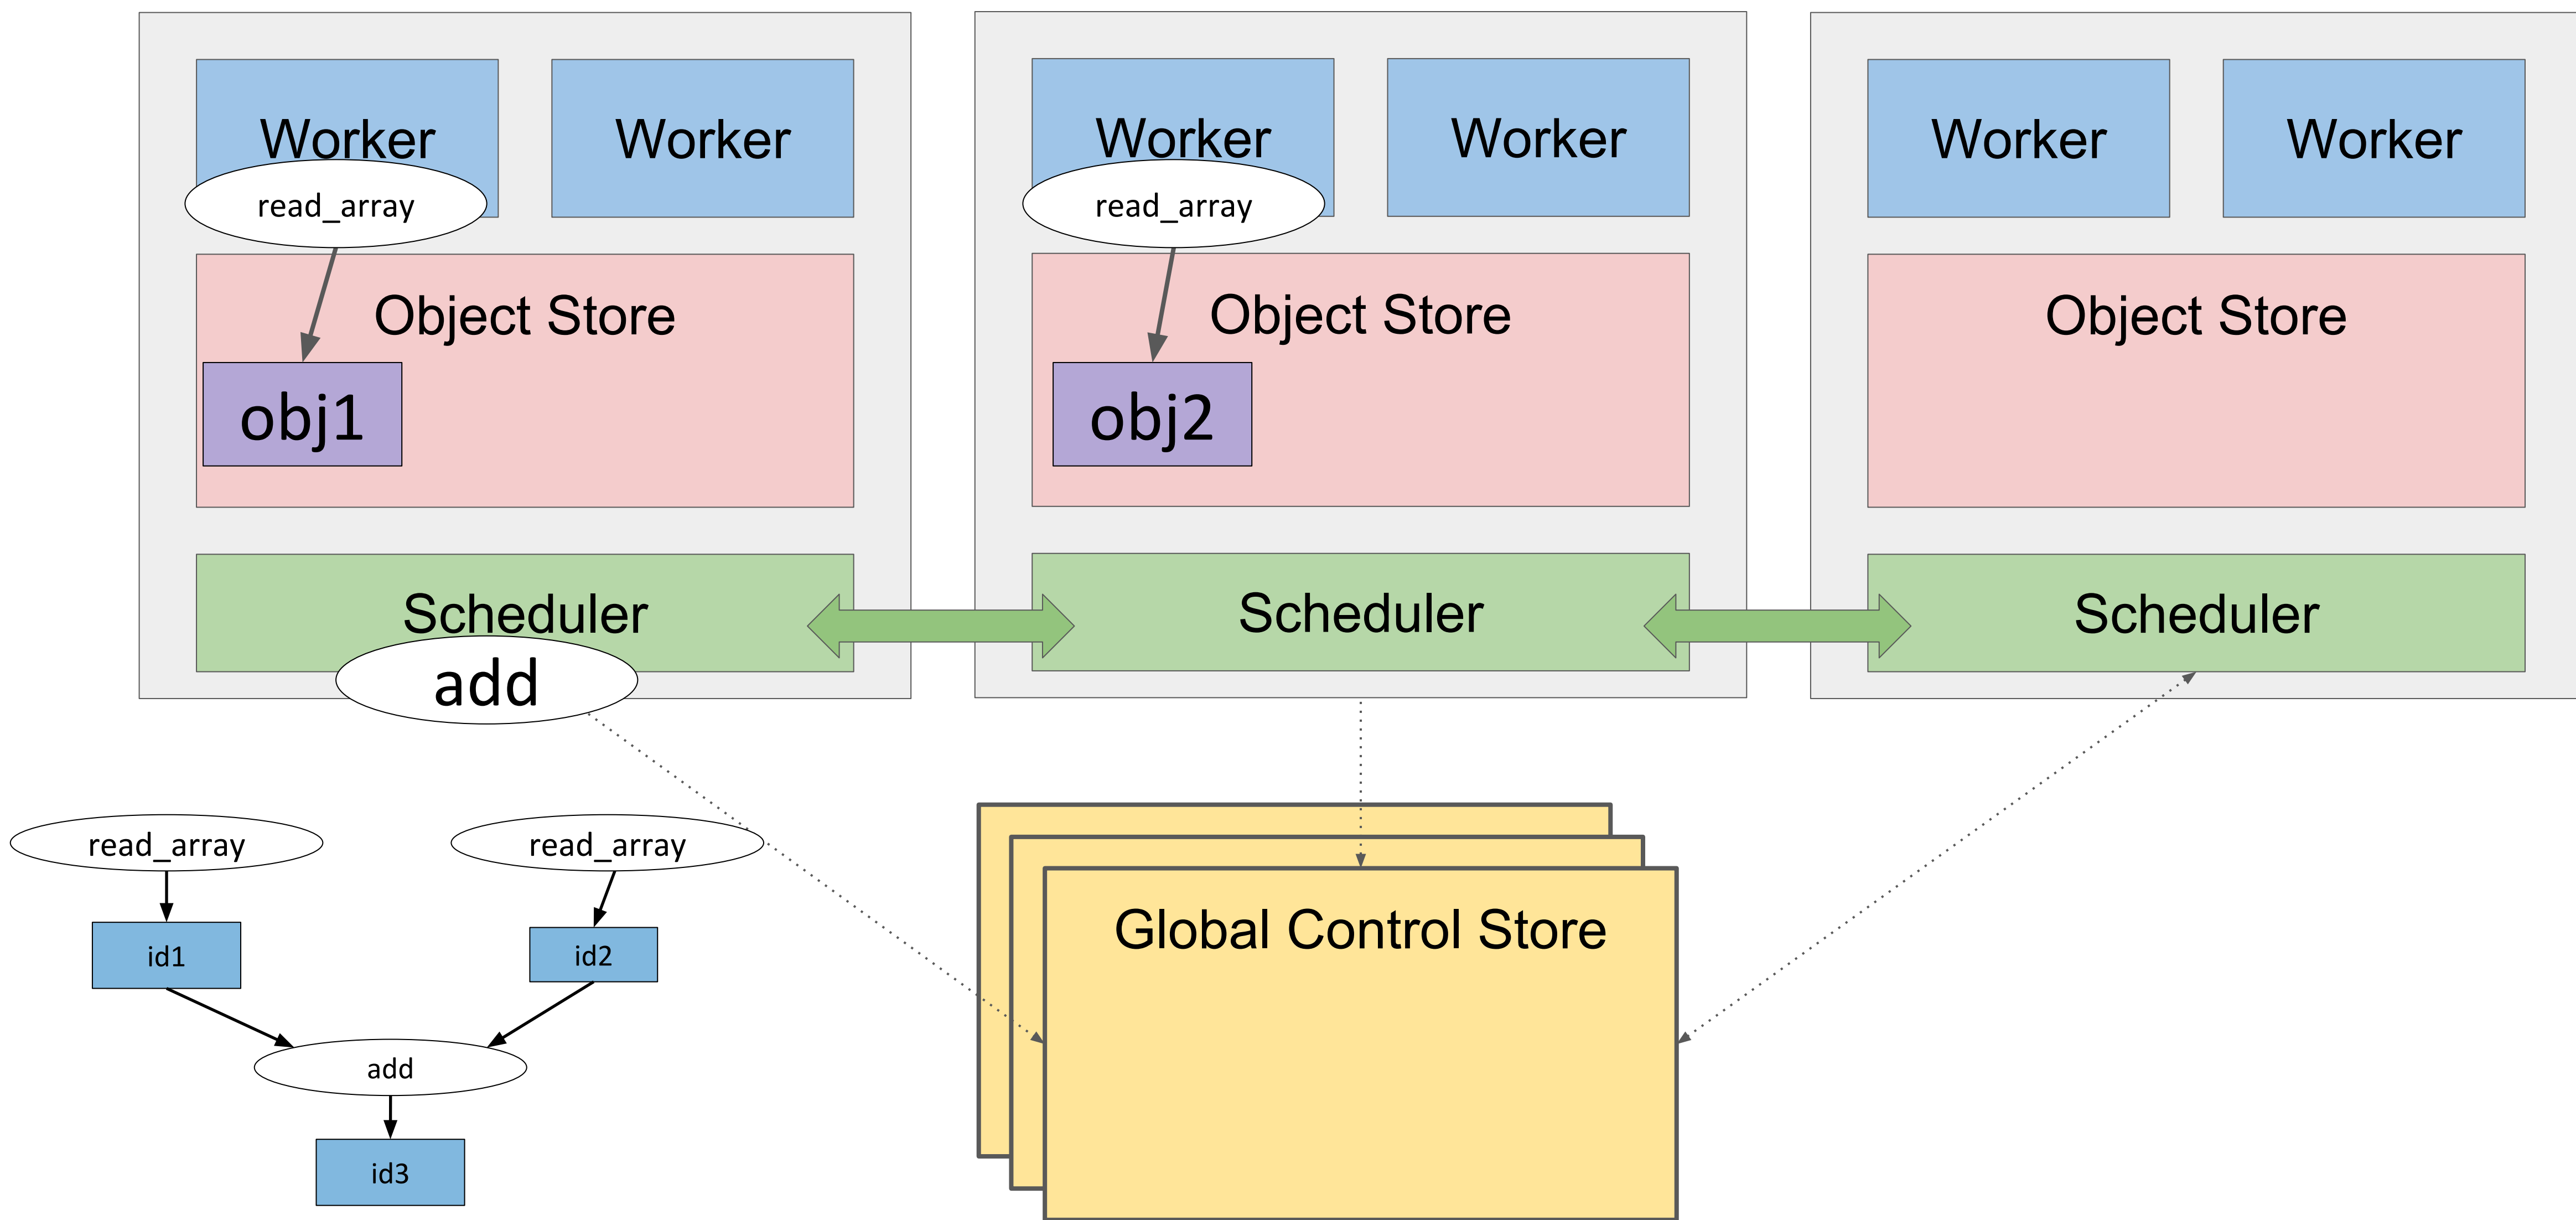 Worker
Worker
Worker
Worker
Worker
Worker
read_array
read_array
Object Store
Object Store
Object Store
obj1
obj2
Scheduler
Scheduler
Scheduler
add
read_array
read_array
id1
id2
add
id3
Global Control Store